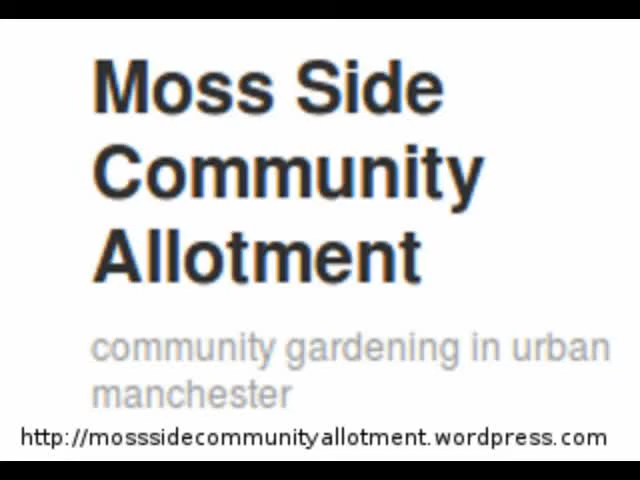 Moss Side
Community
Allotment
community gardening in urban
manchester
http://mosssidecommunityallotment.wordpress.com